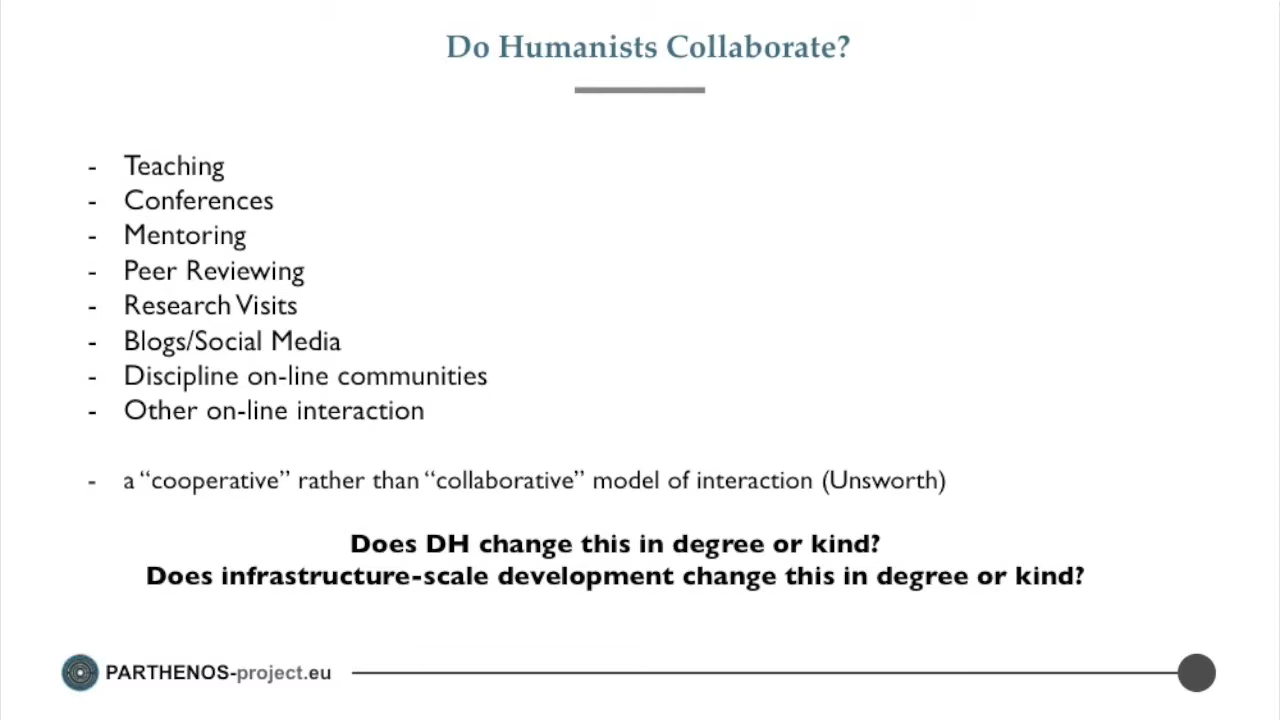 Do Humanists Collaborate?
- Teaching
- Conferences
- Mentoring
- Peer Reviewing
- Research Visits
- Blogs/Social Media
- Discipline on-line communities
- Other on-line interaction
- a “cooperative” rather than “collaborative” model of interaction (Unsworth)
Does DH change this in degree or kind?
Does infrastructure-scale development change this in degree or kind?
PARTHENOS-project.eu